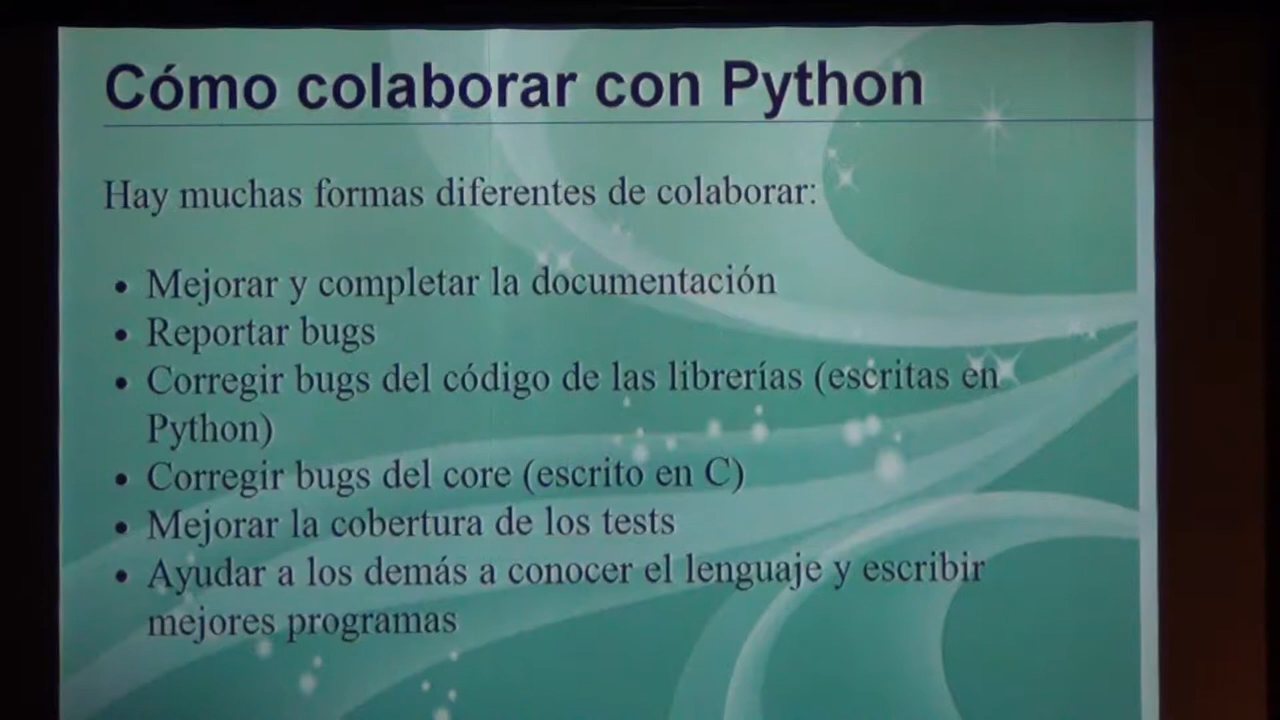 Cómo colaborar con Python
Hay muchas formas diferentes de colaborar:
• Mejorar y completar la documentación
• Reportar bugs
• Corregir bugs del código de las librerías (escritas en
Python)
• Corregir bugs del core (escrito en C)
• Mejorar la cobertura de los tests
• Ayudar a los demás a conocer el lenguaje y escribir
mejores programas